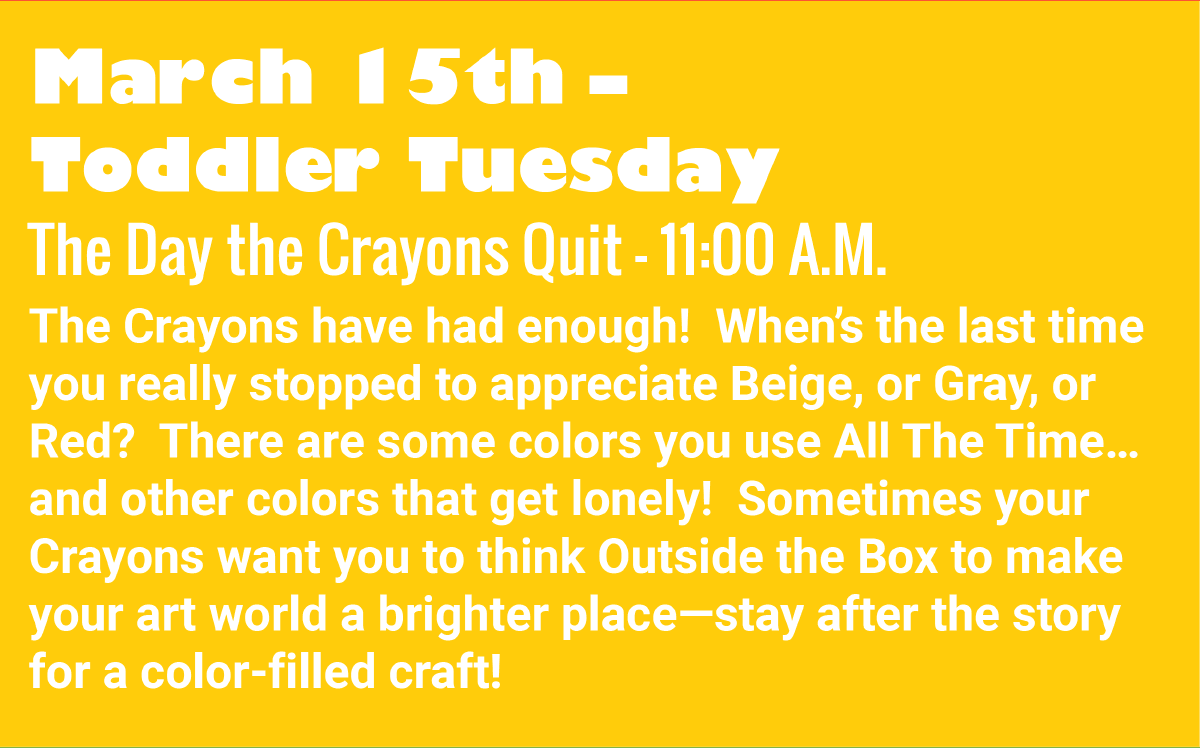 March 15th –
Toddler Tuesday
The Day the Crayons Quit - 11:00 A.M.
The Crayons have had enough!  When’s the last time
you really stopped to appreciate Beige, or Gray, or
Red?  There are some colors you use All The Time…
and other colors that get lonely!  Sometimes your
Crayons want you to think Outside the Box to make
your art world a brighter place—stay after the story
for a color-filled craft!